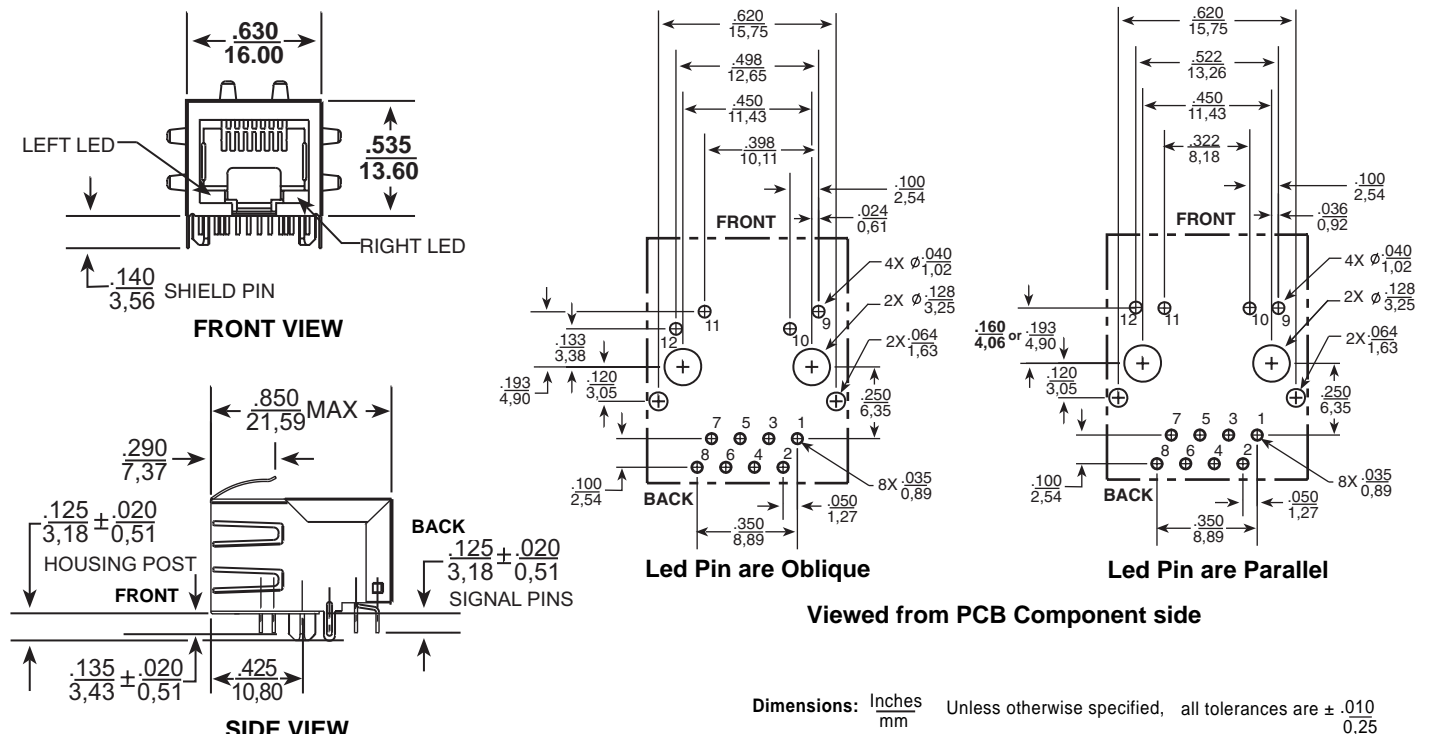 .630
16.00
LEFT LED
.535
13.60
RIGHT LED
.140
3,56 SHIELD PIN
FRONT VIEW
.850
21,59 MAX
.290
7,37
.125 ± .020
3,18 0,51
HOUSING POST
FRONT
BACK
.125 ± .020
3,18 0,51
SIGNAL PINS
.135 ± .020
3,43 0,51
.425
10,80
SIDE VIEW
.620
15,75
.498
12,65
.450
11,43
.398
10,11
.100
2,54
.024
0,61
FRONT
4X Ø .040
1,02
2X Ø .128
3,25
2X .064
1,63
11
9
12
10
.133
3,38
.193
4,90
.120
3,05
.250
6,35
7 5 3 1
8 6 4 2
.100
2,54
BACK
8X .035
0,89
.050
1,27
.350
8,89
Led Pin are Oblique
.620
15,75
.522
13,26
.450
11,43
.322
8,18
.100
2,54
.036
0,92
FRONT
4X Ø .040
1,02
2X Ø .128
3,25
2X .064
1,63
12 11 10 9
.160 or .193
4,06 4,90
.120
3,05
.250
6,35
7 5 3 1
8 6 4 2
.100
2,54
BACK
8X .035
0,89
.050
1,27
.350
8,89
Led Pin are Parallel
Viewed from PCB Component side
Dimensions: Inches Unless otherwise specified, all tolerances are ± .010
mm 0,25